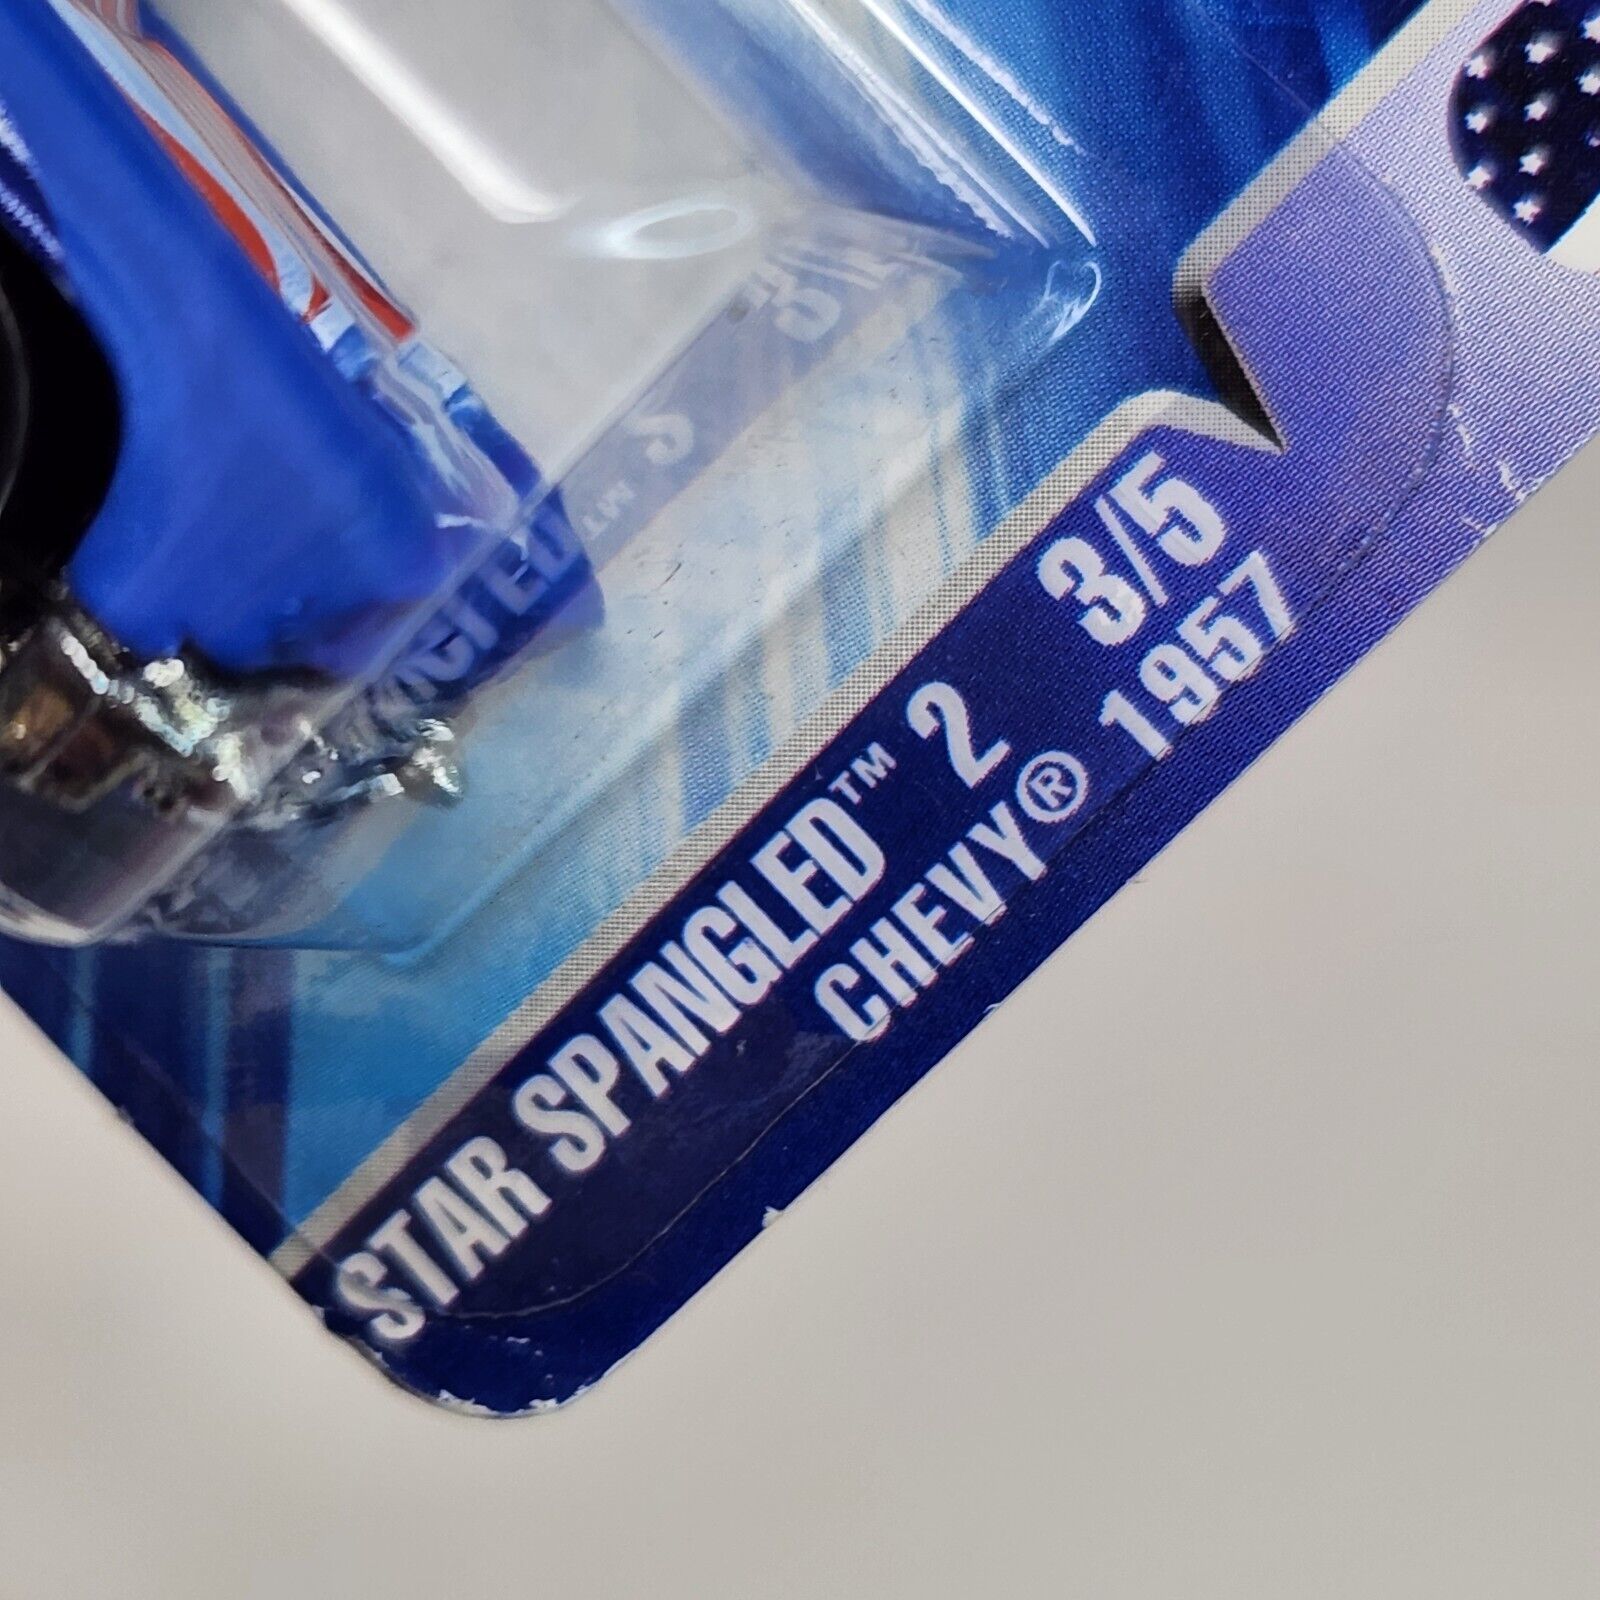 STAR SPANGLED™ 2 3/5
CHEVY® 1957